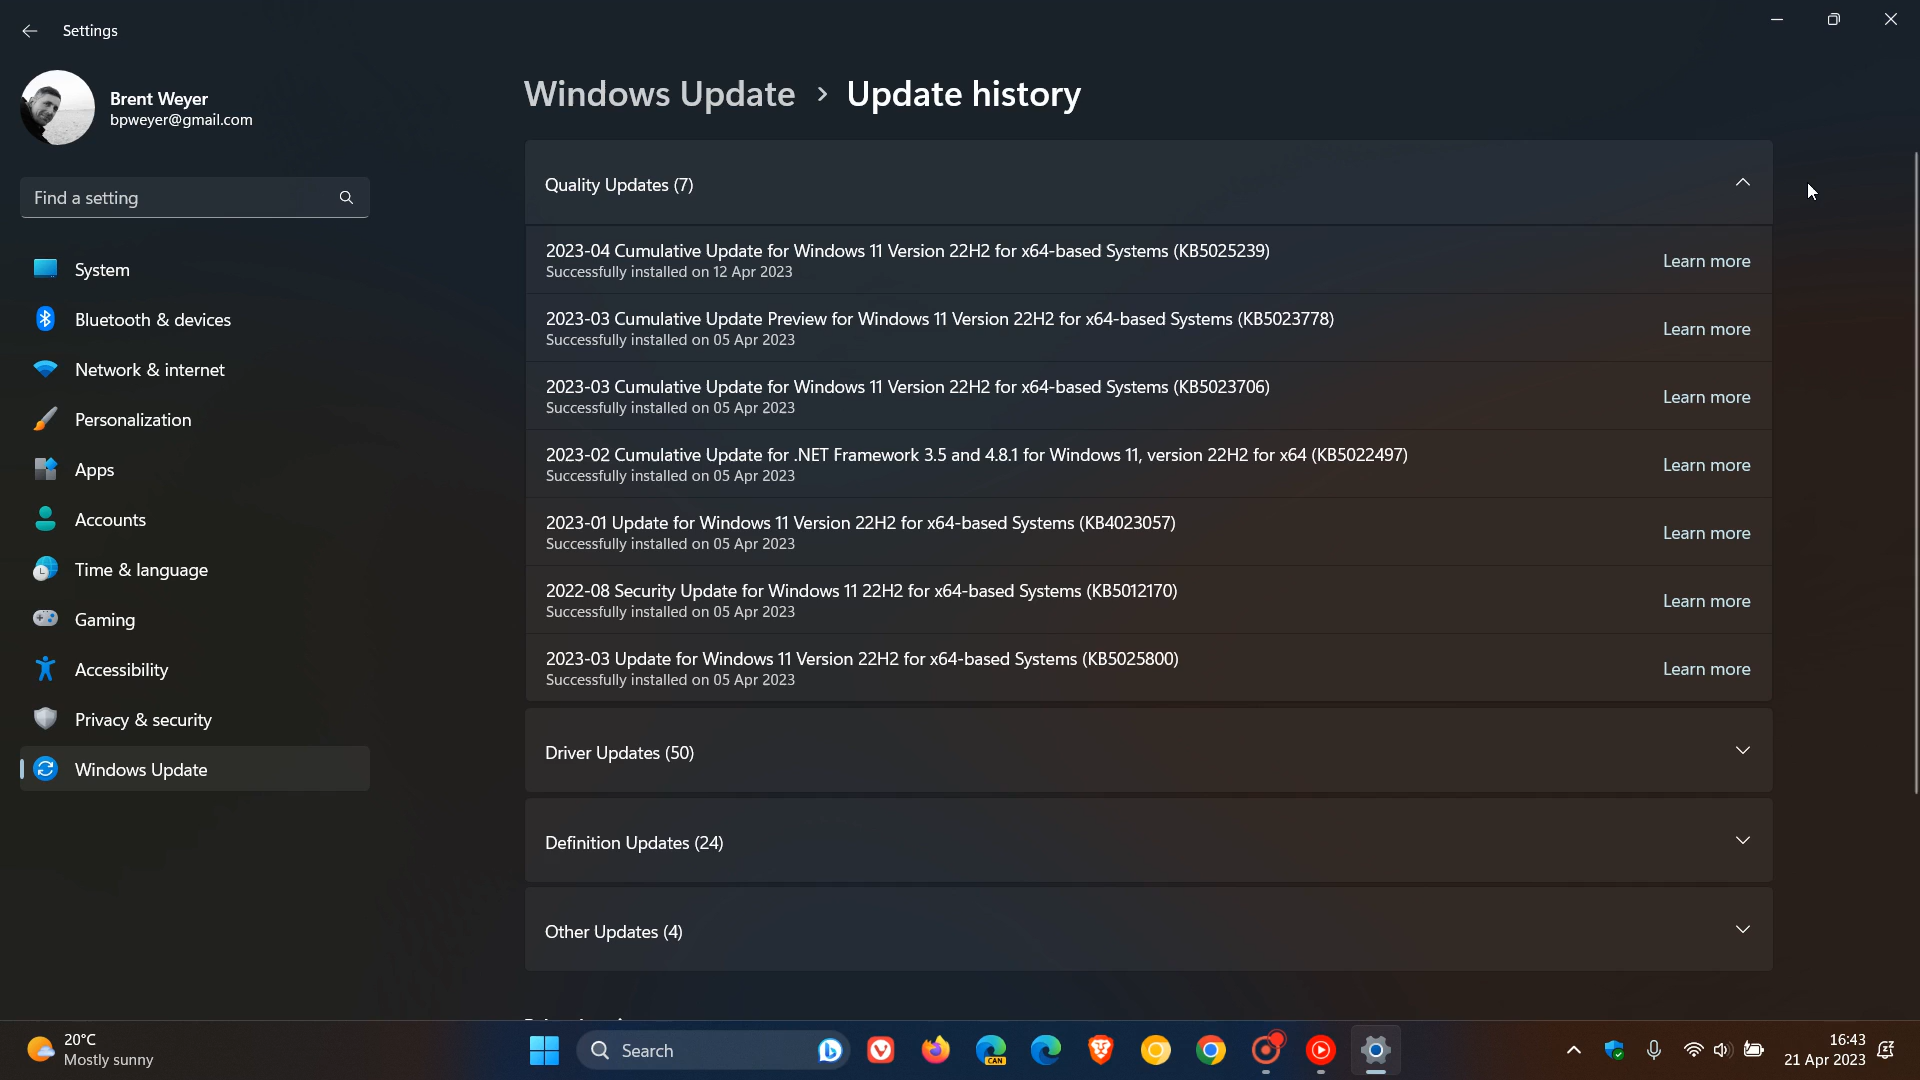 Settings
Brent Weyer
bpweyer@gmail.com
Find a setting
System
Bluetooth & devices
Network & internet
Personalization
Apps
Accounts
Time & language
Gaming
Accessibility
Privacy & security
Windows Update
Windows Update > Update history
Quality Updates (7)
2023-04 Cumulative Update for Windows 11 Version 22H2 for x64-based Systems (KB5025239)
Successfully installed on 12 Apr 2023
Learn more
2023-03 Cumulative Update Preview for Windows 11 Version 22H2 for x64-based Systems (KB5023778)
Successfully installed on 05 Apr 2023
Learn more
2023-03 Cumulative Update for Windows 11 Version 22H2 for x64-based Systems (KB5023706)
Successfully installed on 05 Apr 2023
Learn more
2023-02 Cumulative Update for .NET Framework 3.5 and 4.8.1 for Windows 11, version 22H2 for x64 (KB5022497)
Successfully installed on 05 Apr 2023
Learn more
2023-01 Update for Windows 11 Version 22H2 for x64-based Systems (KB4023057)
Successfully installed on 05 Apr 2023
Learn more
2022-08 Security Update for Windows 11 22H2 for x64-based Systems (KB5012170)
Successfully installed on 05 Apr 2023
Learn more
2023-03 Update for Windows 11 Version 22H2 for x64-based Systems (KB5025800)
Successfully installed on 05 Apr 2023
Learn more
Driver Updates (50)
Definition Updates (24)
Other Updates (4)
20°C
Mostly sunny
Search
CAN
16:43
21 Apr 2023